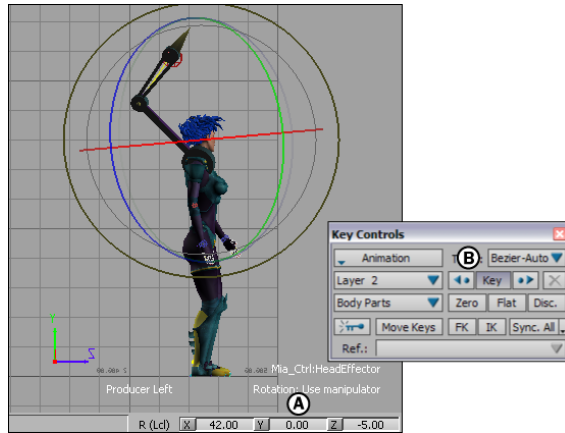 Y
Z
Mia_Ctrl:HeadEffector
Producer Left
Rotation: Use manipulator
A
R (Lcl) X 42.00 Y 0.00 Z -5.00
Key Controls
Animation B Bezier-Auto
Layer 2 Key
Body Parts Zero Flat Disc.
Move Keys FK IK Sync. All
Ref.: